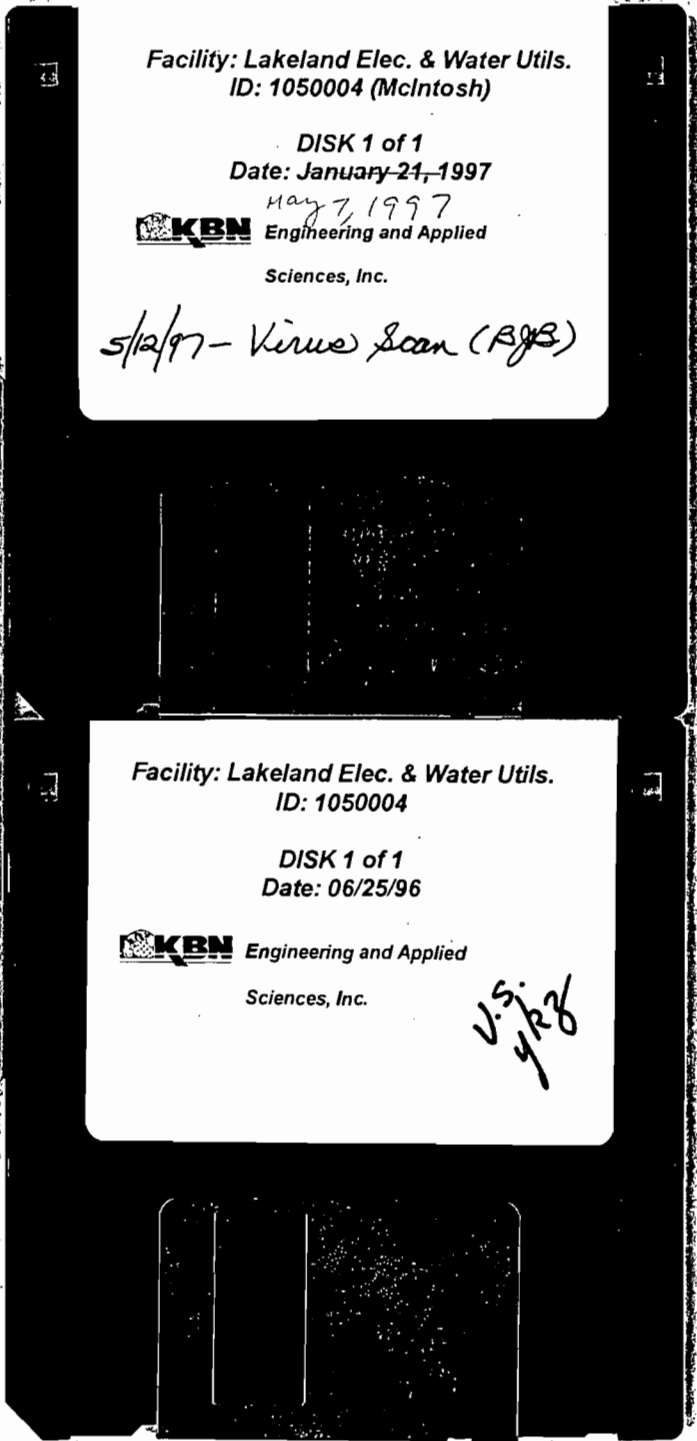 Facility: Lakeland Elec. & Water Utils.
ID: 1050004 (McIntosh)
DISK 1 of 1
Date: January 21, 1997
May 7, 1997
KBN Engineering and Applied
Sciences, Inc.
5/12/97 - Virus Scan (BJB)
Facility: Lakeland Elec. & Water Utils.
ID: 1050004
DISK 1 of 1
Date: 06/25/96
KBN Engineering and Applied
Sciences, Inc.
V.S.